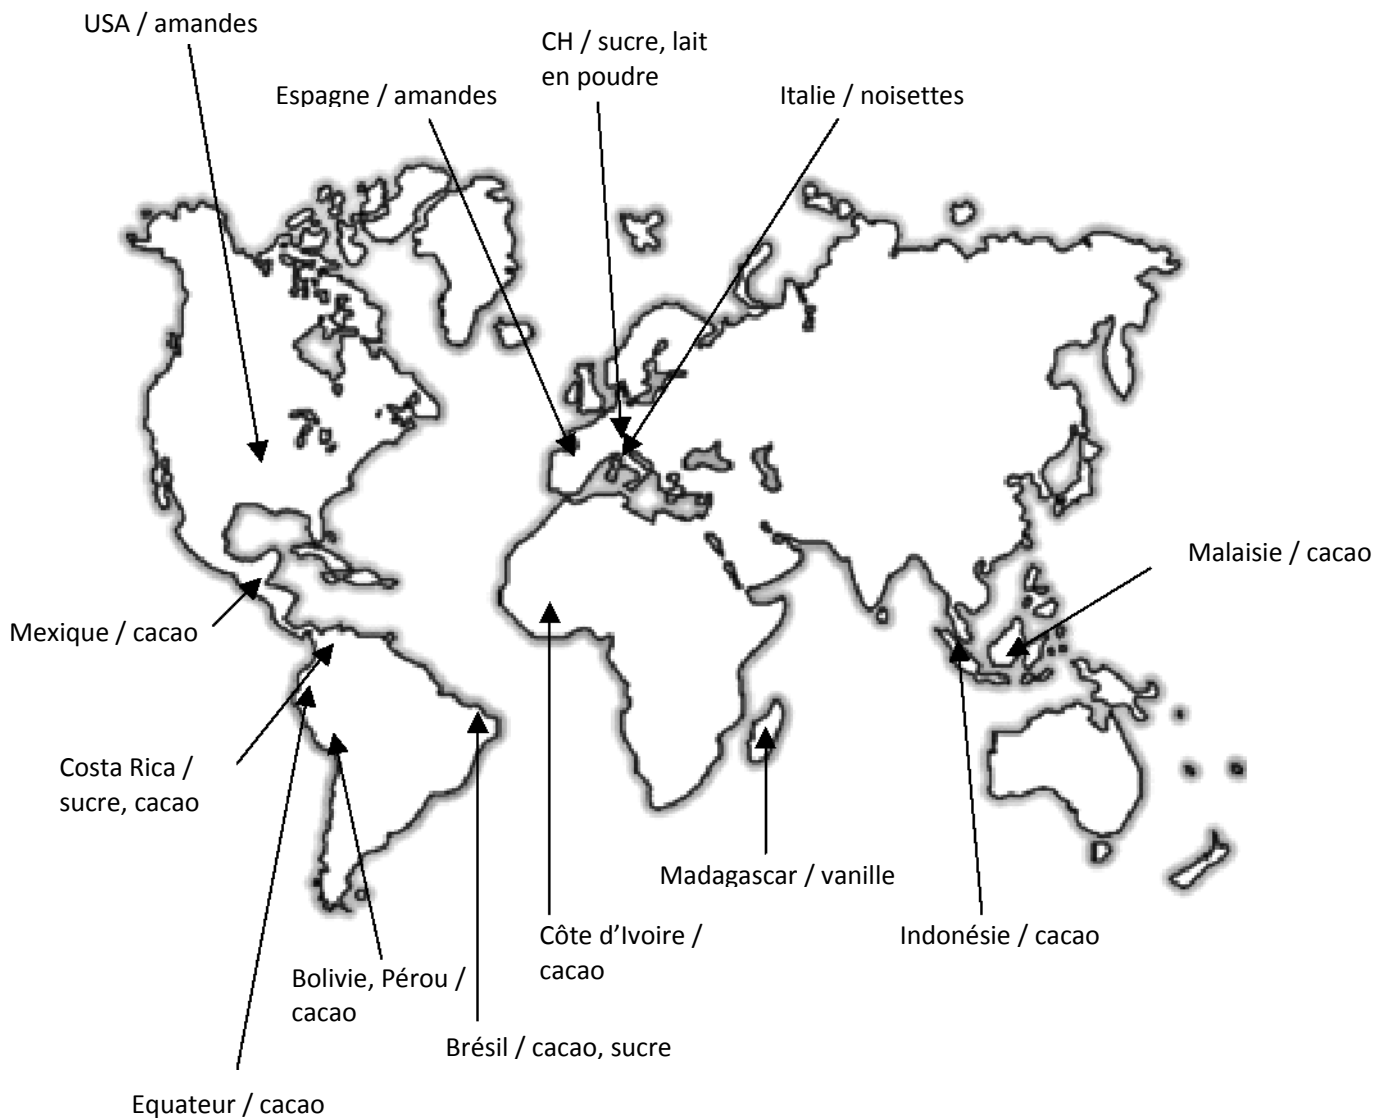 USA / amandes
CH / sucre, lait
en poudre
Espagne / amandes
Italie / noisettes
Malaisie / cacao
Mexique / cacao
Costa Rica /
sucre, cacao
Madagascar / vanille
Côte d’Ivoire /
cacao
Indonésie / cacao
Bolivie, Pérou /
cacao
Brésil / cacao, sucre
Equateur / cacao